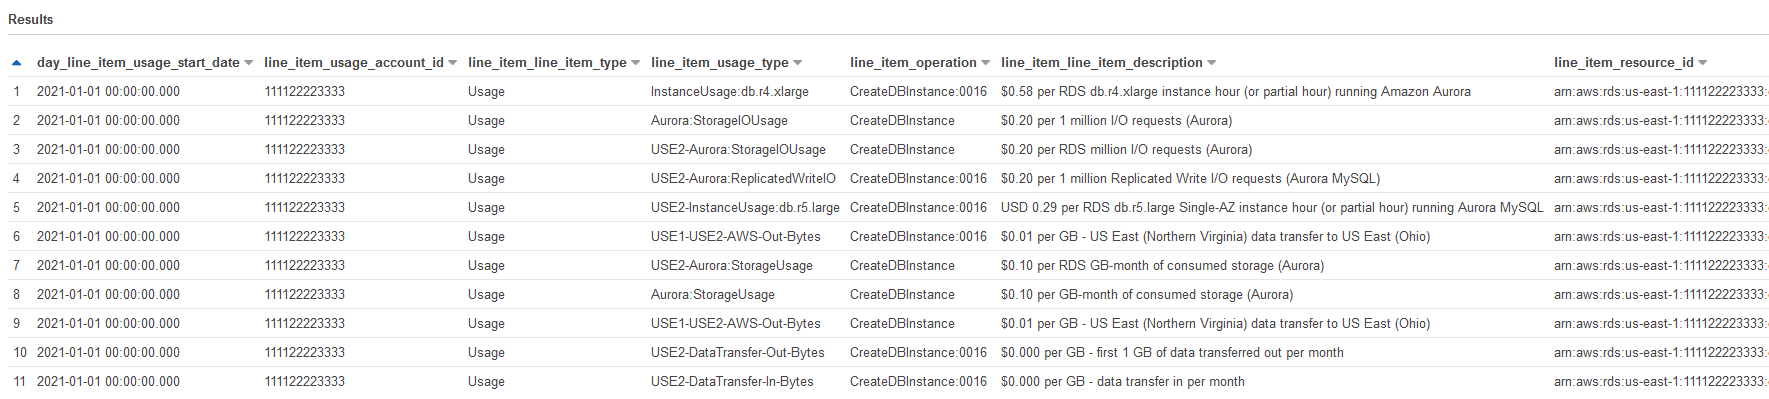 Results
day_line_item_usage_start_date line_item_usage_account_id line_item_line_item_type line_item_usage_type line_item_operation line_item_line_item_description line_item_resource_id
1 2021-01-01 00:00:00.000 111122223333 Usage InstanceUsage:db.r4.xlarge CreateDBInstance:0016 $0.58 per RDS db.r4.xlarge instance hour (or partial hour) running Amazon Aurora arn:aws:rds:us-east-1:111122223333:
2 2021-01-01 00:00:00.000 111122223333 Usage Aurora:StorageIOUsage CreateDBInstance $0.20 per 1 million I/O requests (Aurora) arn:aws:rds:us-east-1:111122223333:
3 2021-01-01 00:00:00.000 111122223333 Usage USE2-Aurora:StorageIOUsage CreateDBInstance $0.20 per RDS million I/O requests (Aurora) arn:aws:rds:us-east-1:111122223333:
4 2021-01-01 00:00:00.000 111122223333 Usage USE2-Aurora:ReplicatedWriteIO CreateDBInstance:0016 $0.20 per 1 million Replicated Write I/O requests (Aurora MySQL) arn:aws:rds:us-east-1:111122223333:
5 2021-01-01 00:00:00.000 111122223333 Usage USE2-InstanceUsage:db.r5.large CreateDBInstance:0016 USD 0.29 per RDS db.r5.large Single-AZ instance hour (or partial hour) running Aurora MySQL arn:aws:rds:us-east-1:111122223333:
6 2021-01-01 00:00:00.000 111122223333 Usage USE1-USE2-AWS-Out-Bytes CreateDBInstance:0016 $0.01 per GB - US East (Northern Virginia) data transfer to US East (Ohio) arn:aws:rds:us-east-1:111122223333:
7 2021-01-01 00:00:00.000 111122223333 Usage USE2-Aurora:StorageUsage CreateDBInstance $0.10 per RDS GB-month of consumed storage (Aurora) arn:aws:rds:us-east-1:111122223333:
8 2021-01-01 00:00:00.000 111122223333 Usage Aurora:StorageUsage CreateDBInstance $0.10 per GB-month of consumed storage (Aurora) arn:aws:rds:us-east-1:111122223333:
9 2021-01-01 00:00:00.000 111122223333 Usage USE1-USE2-AWS-Out-Bytes CreateDBInstance $0.01 per GB - US East (Northern Virginia) data transfer to US East (Ohio) arn:aws:rds:us-east-1:111122223333:
10 2021-01-01 00:00:00.000 111122223333 Usage USE2-DataTransfer-Out-Bytes CreateDBInstance:0016 $0.000 per GB - first 1 GB of data transferred out per month arn:aws:rds:us-east-1:111122223333:
11 2021-01-01 00:00:00.000 111122223333 Usage USE2-DataTransfer-In-Bytes CreateDBInstance:0016 $0.000 per GB - data transfer in per month arn:aws:rds:us-east-1:111122223333: